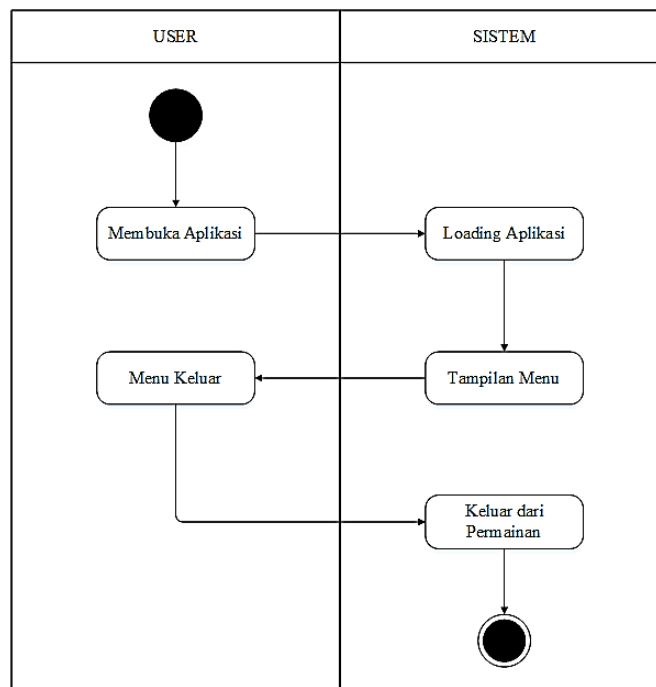 USER
SISTEM
Membuka Aplikasi
Loading Aplikasi
Menu Keluar
Tampilan Menu
Keluar dari
Permainan